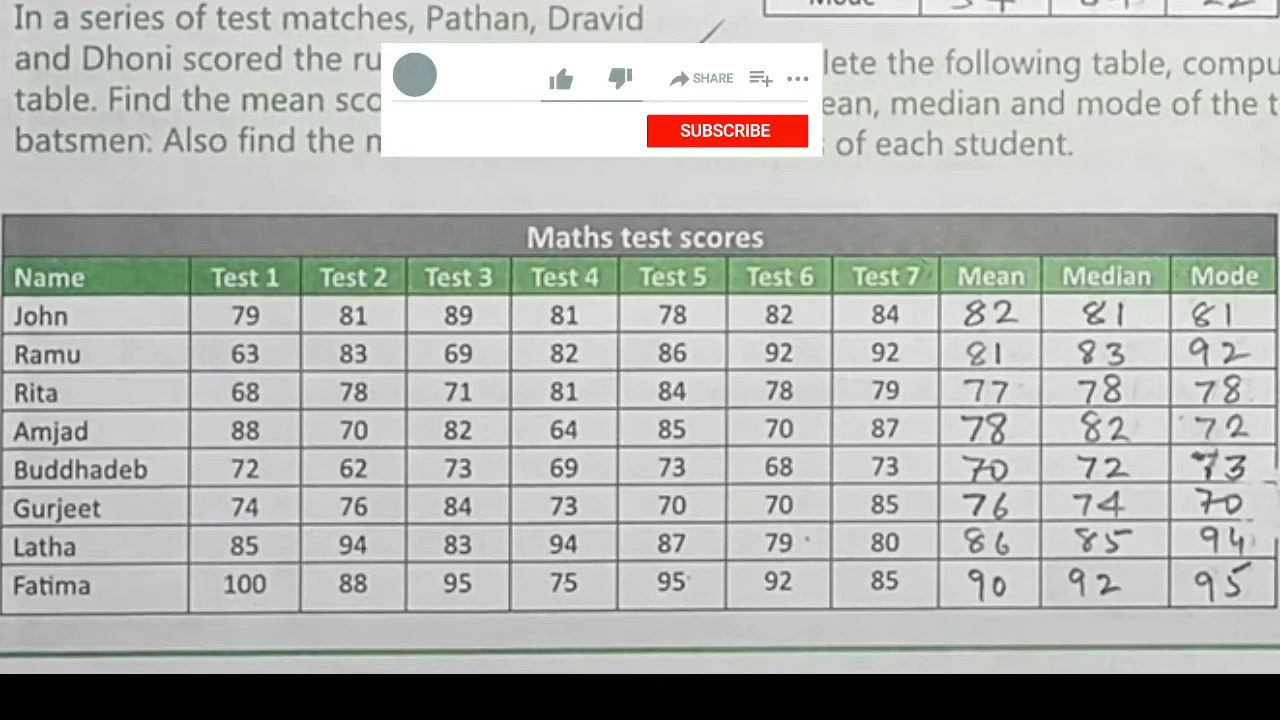 In a series of test matches, Pathan, Dravid
and Dhoni scored the ru
table. Find the mean sco
batsmen. Also find the m
lete the following table, compu
ean, median and mode of the t
of each student.
SHARE
SUBSCRIBE
Maths test scores
Name Test 1 Test 2 Test 3 Test 4 Test 5 Test 6 Test 7 Mean Median Mode
John 79 81 89 81 78 82 84 82 81 81
Ramu 63 83 69 82 86 92 92 81 83 92
Rita 68 78 71 81 84 78 79 77 78 78
Amjad 88 70 82 64 85 70 87 78 82 72
Buddhadeb 72 62 73 69 73 68 73 70 72 73
Gurjeet 74 76 84 73 70 70 85 76 74 70
Latha 85 94 83 94 87 79 80 86 85 94
Fatima 100 88 95 75 95 92 85 90 92 95